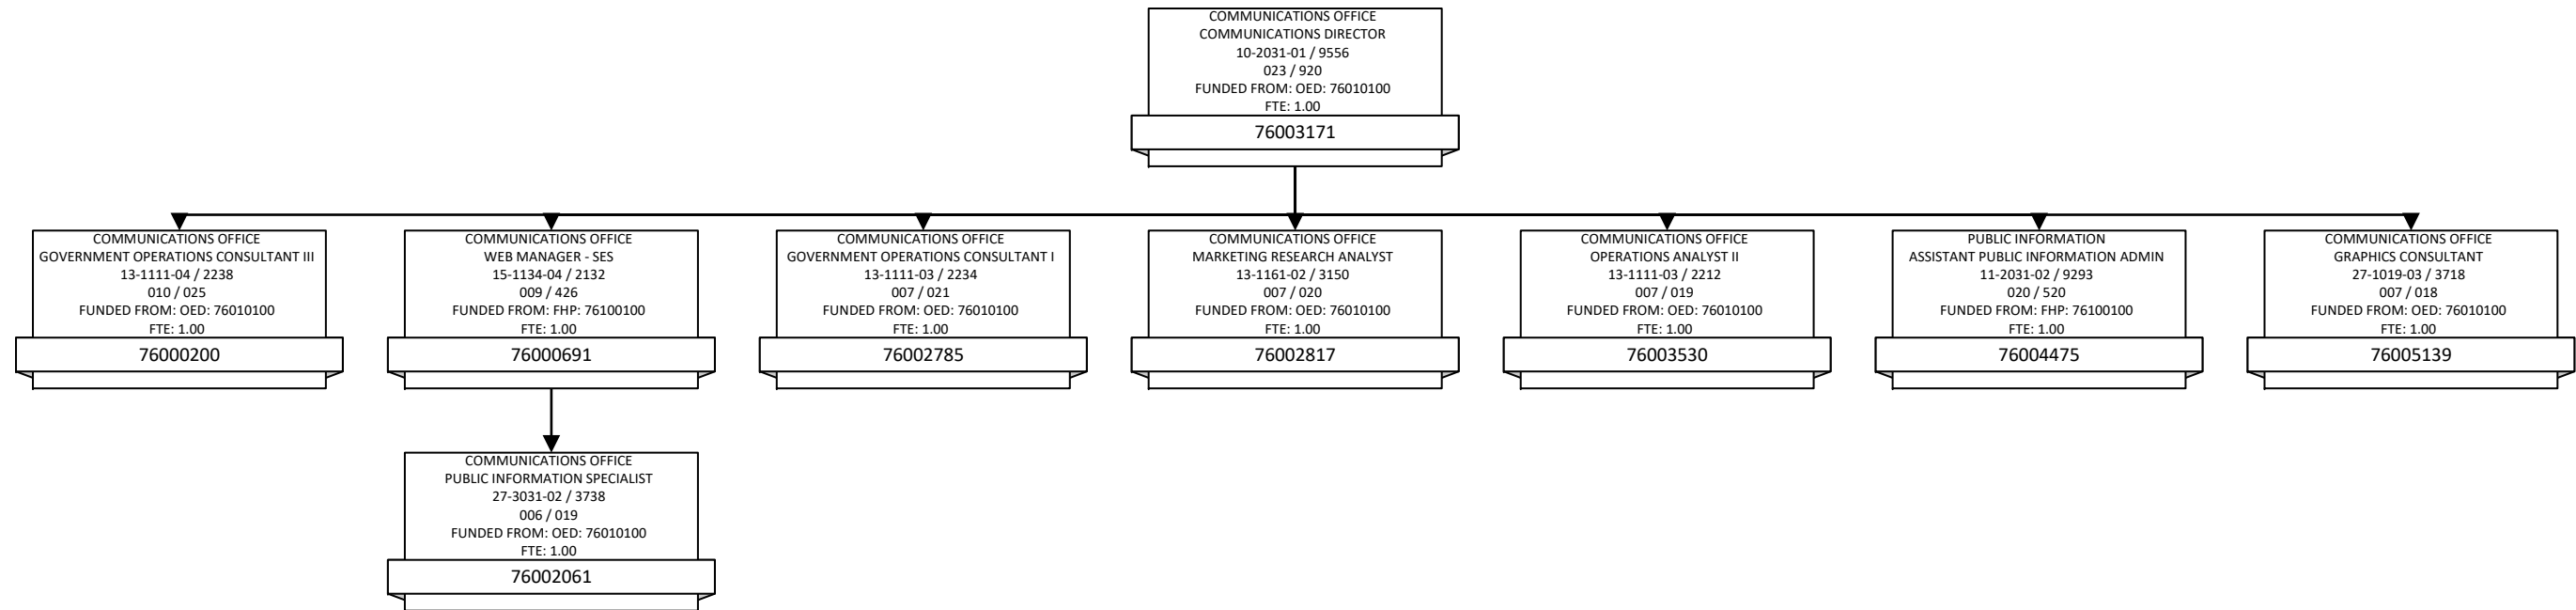 COMMUNICATIONS OFFICE
COMMUNICATIONS DIRECTOR
10-2031-01 / 9556
023 / 920
FUNDED FROM: OED: 76010100
FTE: 1.00
76003171
COMMUNICATIONS OFFICE
GOVERNMENT OPERATIONS CONSULTANT III
13-1111-04 / 2238
010 / 025
FUNDED FROM: OED: 76010100
FTE: 1.00
76000200
COMMUNICATIONS OFFICE
WEB MANAGER - SES
15-1134-04 / 2132
009 / 426
FUNDED FROM: FHP: 76100100
FTE: 1.00
76000691
COMMUNICATIONS OFFICE
GOVERNMENT OPERATIONS CONSULTANT I
13-1111-03 / 2234
007 / 021
FUNDED FROM: OED: 76010100
FTE: 1.00
76002785
COMMUNICATIONS OFFICE
MARKETING RESEARCH ANALYST
13-1161-02 / 3150
007 / 020
FUNDED FROM: OED: 76010100
FTE: 1.00
76002817
COMMUNICATIONS OFFICE
OPERATIONS ANALYST II
13-1111-03 / 2212
007 / 019
FUNDED FROM: OED: 76010100
FTE: 1.00
76003530
PUBLIC INFORMATION
ASSISTANT PUBLIC INFORMATION ADMIN
11-2031-02 / 9293
020 / 520
FUNDED FROM: FHP: 76100100
FTE: 1.00
76004475
COMMUNICATIONS OFFICE
GRAPHICS CONSULTANT
27-1019-03 / 3718
007 / 018
FUNDED FROM: OED: 76010100
FTE: 1.00
76005139
COMMUNICATIONS OFFICE
PUBLIC INFORMATION SPECIALIST
27-3031-02 / 3738
006 / 019
FUNDED FROM: OED: 76010100
FTE: 1.00
76002061